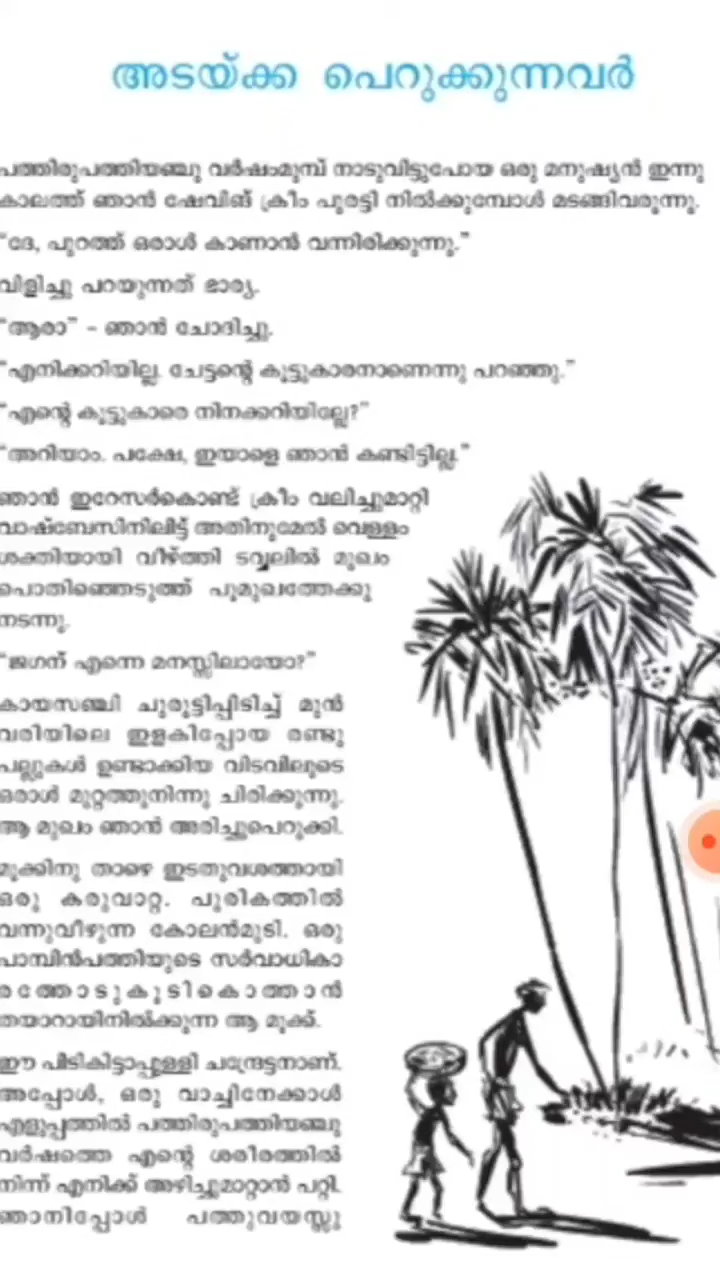 അടയ്ക്ക പെറുക്കുന്നവർ
പത്തിരുപത്തിയഞ്ചു വർഷംമുമ്പ് നാടുവിട്ടുപോയ ഒരു മനുഷ്യൻ ഇന്നു
കാലത്ത് ഞാൻ ഷേവിങ് ക്രീം പുരട്ടി നിൽക്കുമ്പോൾ മടങ്ങിവരുന്നു.
"ദേ, പുറത്ത് ഒരാൾ കാണാൻ വന്നിരിക്കുന്നു."
വിളിച്ചു പറയുന്നത് ഭാര്യ.
"ആരാ" - ഞാൻ ചോദിച്ചു.
"എനിക്കറിയില്ല. ചേട്ടന്റെ കൂട്ടുകാരനാണെന്നു പറഞ്ഞു."
"എന്റെ കൂട്ടുകാരെ നിനക്കറിയില്ലേ?"
"അറിയാം. പക്ഷേ, ഇയാളെ ഞാൻ കണ്ടിട്ടില്ല."
ഞാൻ ഇറേസർകൊണ്ട് ക്രീം വലിച്ചുമാറ്റി
വാഷ്ബേസിനിലിട്ട് അതിനുമേൽ വെള്ളം
ശക്തിയായി വീഴ്ത്തി ടവ്വലിൽ മുഖം
പൊതിഞ്ഞെടുത്ത് പൂമുഖത്തേക്കു
നടന്നു.
"ജഗന് എന്നെ മനസ്സിലായോ?"
കായസഞ്ചി ചുരുട്ടിപ്പിടിച്ച് മുൻ
വരിയിലെ ഇളകിപ്പോയ രണ്ടു
പല്ലുകൾ ഉണ്ടാക്കിയ വിടവിലൂടെ
ഒരാൾ മുറ്റത്തുനിന്നു ചിരിക്കുന്നു.
ആ മുഖം ഞാൻ അരിച്ചുപെറുക്കി.
മൂക്കിനു താഴെ ഇടതുവശത്തായി
ഒരു കരുവാറ്റ. പുരികത്തിൽ
വന്നുവീഴുന്ന കോലൻമുടി. ഒരു
പാമ്പിൻപത്തിയുടെ സർവാധികാ
രത്തോടുകൂടികൊത്താൻ
തയാറായിനിൽക്കുന്ന ആ മൂക്ക്.
ഈ പിടികിട്ടാപ്പുള്ളി ചന്ദ്രേട്ടനാണ്.
അപ്പോൾ, ഒരു വാച്ചിനേക്കാൾ
എളുപ്പത്തിൽ പത്തിരുപത്തിയഞ്ചു
വർഷത്തെ എന്റെ ശരീരത്തിൽ
നിന്ന് എനിക്ക് അഴിച്ചുമാറ്റാൻ പറ്റി.
ഞാനിപ്പോൾ പത്തുവയസ്സു